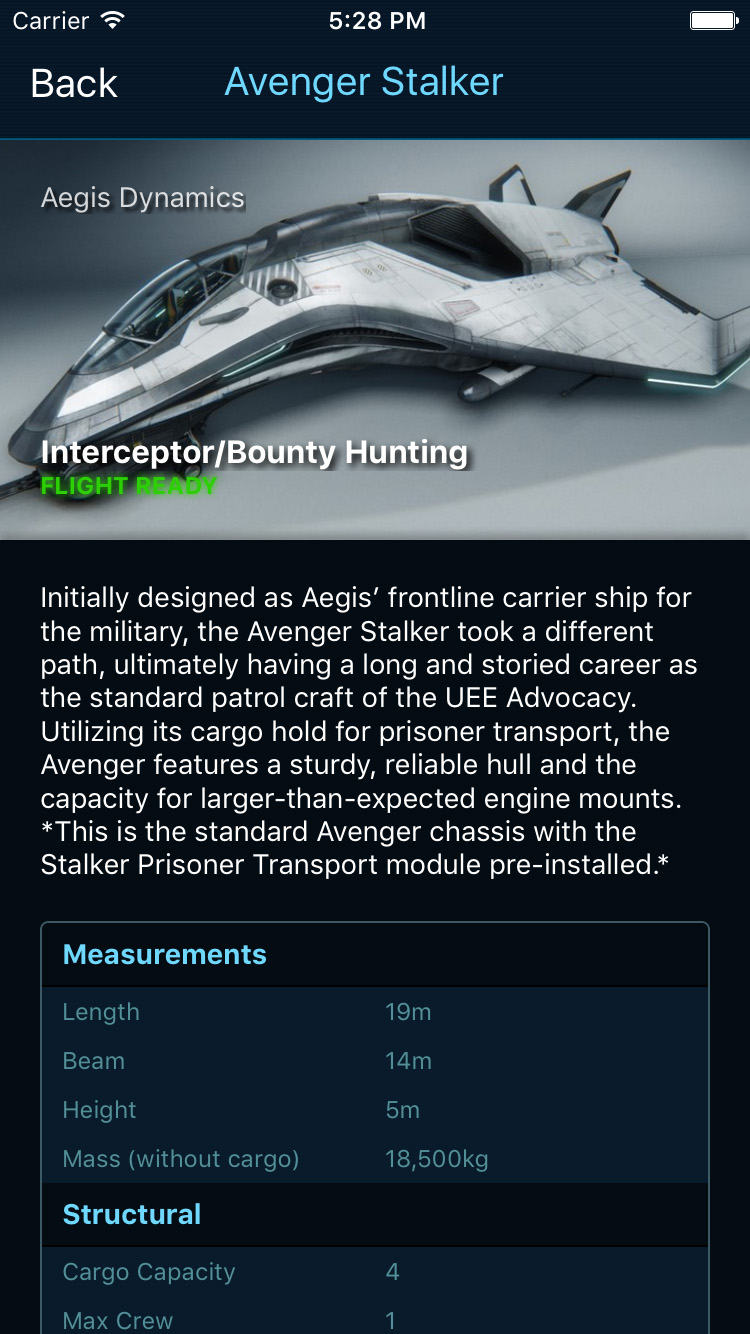 Carrier 5:28 PM
Back Avenger Stalker
Aegis Dynamics
Interceptor/Bounty Hunting
FLIGHT READY
Initially designed as Aegis’ frontline carrier ship for
the military, the Avenger Stalker took a different
path, ultimately having a long and storied career as
the standard patrol craft of the UEE Advocacy.
Utilizing its cargo hold for prisoner transport, the
Avenger features a sturdy, reliable hull and the
capacity for larger-than-expected engine mounts.
*This is the standard Avenger chassis with the
Stalker Prisoner Transport module pre-installed.*
Measurements
Length 19m
Beam 14m
Height 5m
Mass (without cargo) 18,500kg
Structural
Cargo Capacity 4
Max Crew 1